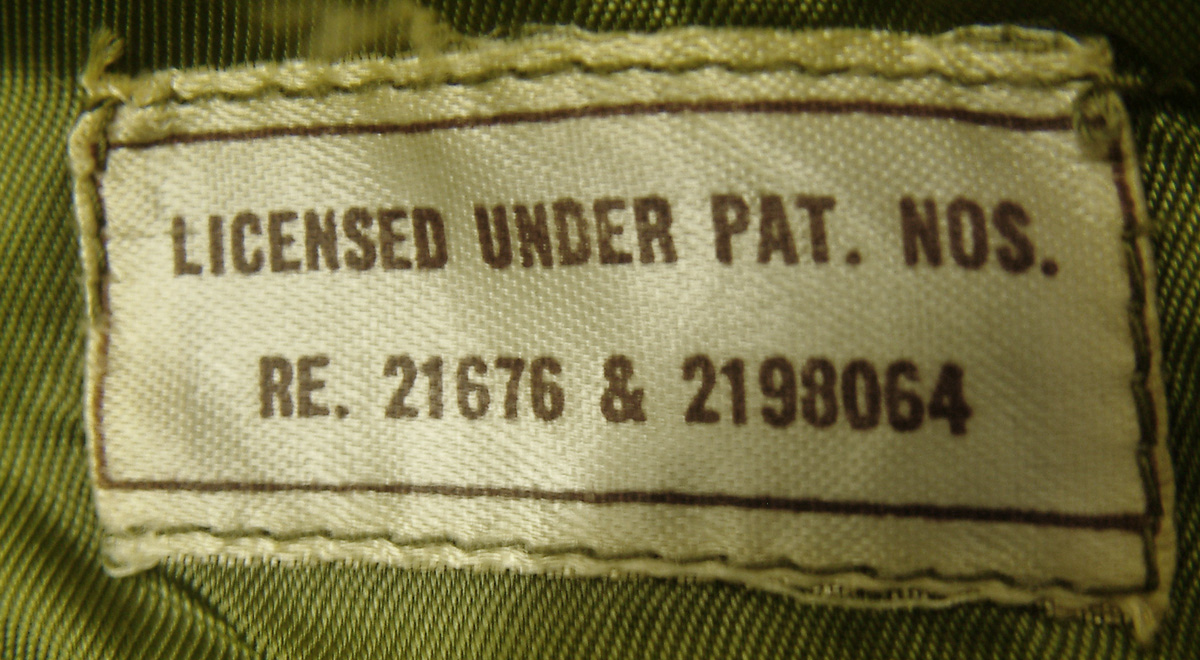 LICENSED UNDER PAT. NOS.
RE. 21676 & 2198064